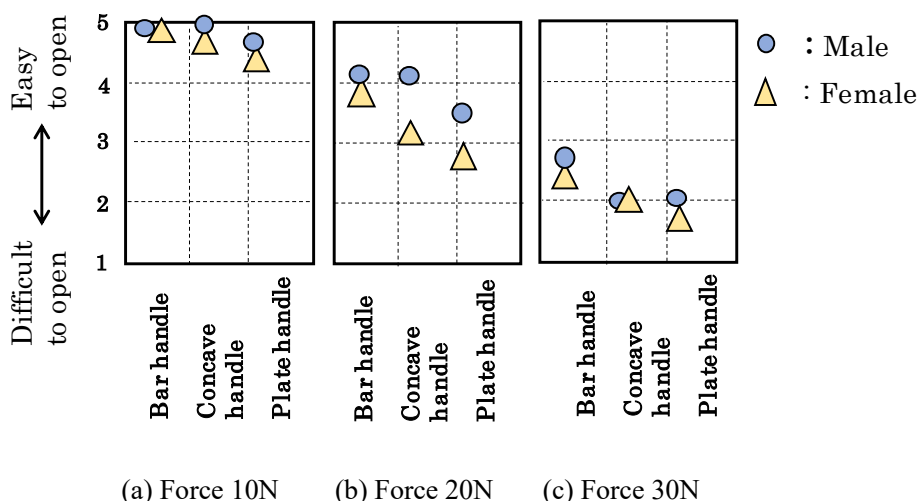 5
4
3
2
1
Easy
to open
Difficult
to open
: Male
: Female
Bar handle
Concave
handle
Plate handle
Bar handle
Concave
handle
Plate handle
Bar handle
Concave
handle
Plate handle
(a) Force 10N
(b) Force 20N
(c) Force 30N